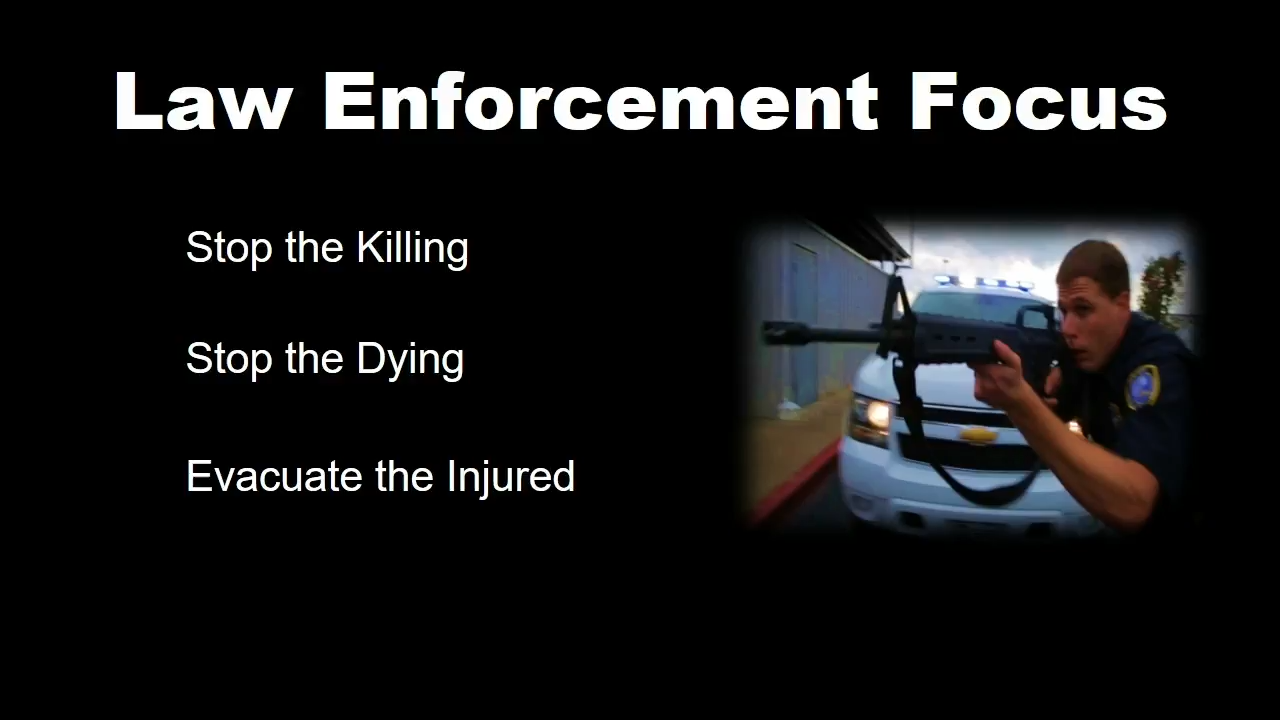 Law Enforcement Focus
Stop the Killing
Stop the Dying
Evacuate the Injured